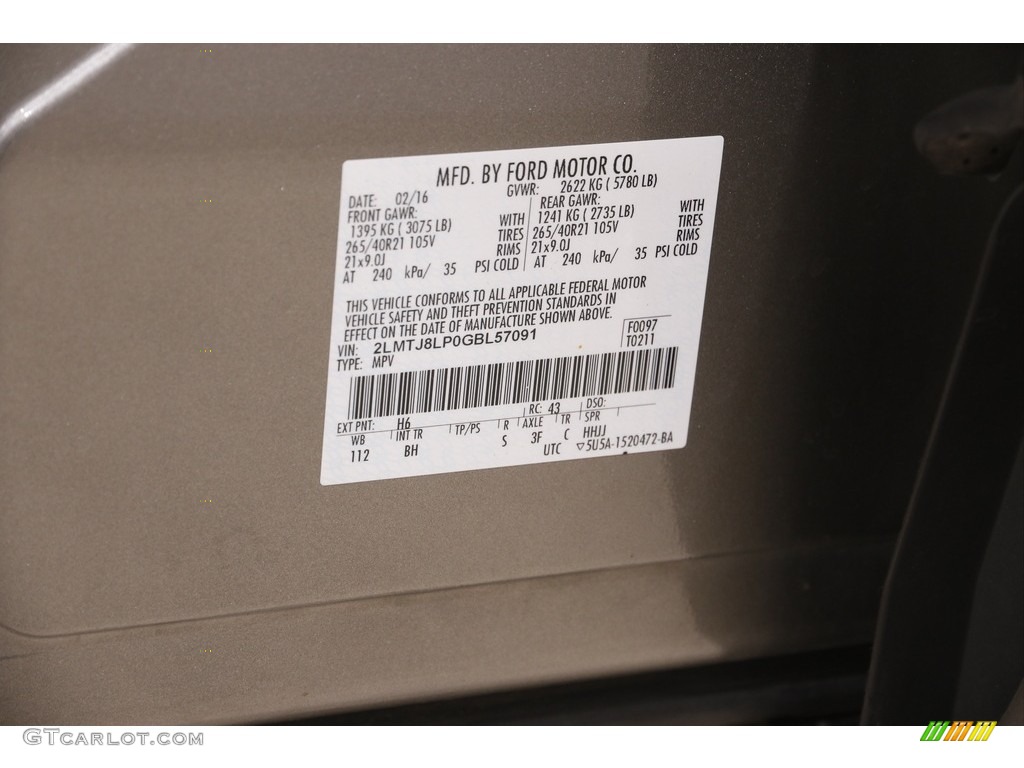 MFD. BY FORD MOTOR CO.
DATE: 02/16 GVWR: 2622 KG ( 5780 LB)
FRONT GAWR: REAR GAWR:
1395 KG ( 3075 LB) WITH 1241 KG ( 2735 LB) WITH
265/40R21 105V TIRES 265/40R21 105V TIRES
21x9.0J RIMS 21x9.0J RIMS
AT 240 kPa/ 35 PSI COLD AT 240 kPa/ 35 PSI COLD
THIS VEHICLE CONFORMS TO ALL APPLICABLE FEDERAL MOTOR
VEHICLE SAFETY AND THEFT PREVENTION STANDARDS IN
EFFECT ON THE DATE OF MANUFACTURE SHOWN ABOVE.
VIN: 2LMTJ8LP0GBL57091 F0097
TYPE: MPV T0211
EXT PNT: H6 RC: 43 DSO:
WB INT TR TP/PS R AXLE TR SPR
112 BH S 3F C HHJJ
UTC ▽5U5A-1520472-BA
GTcarlot.com